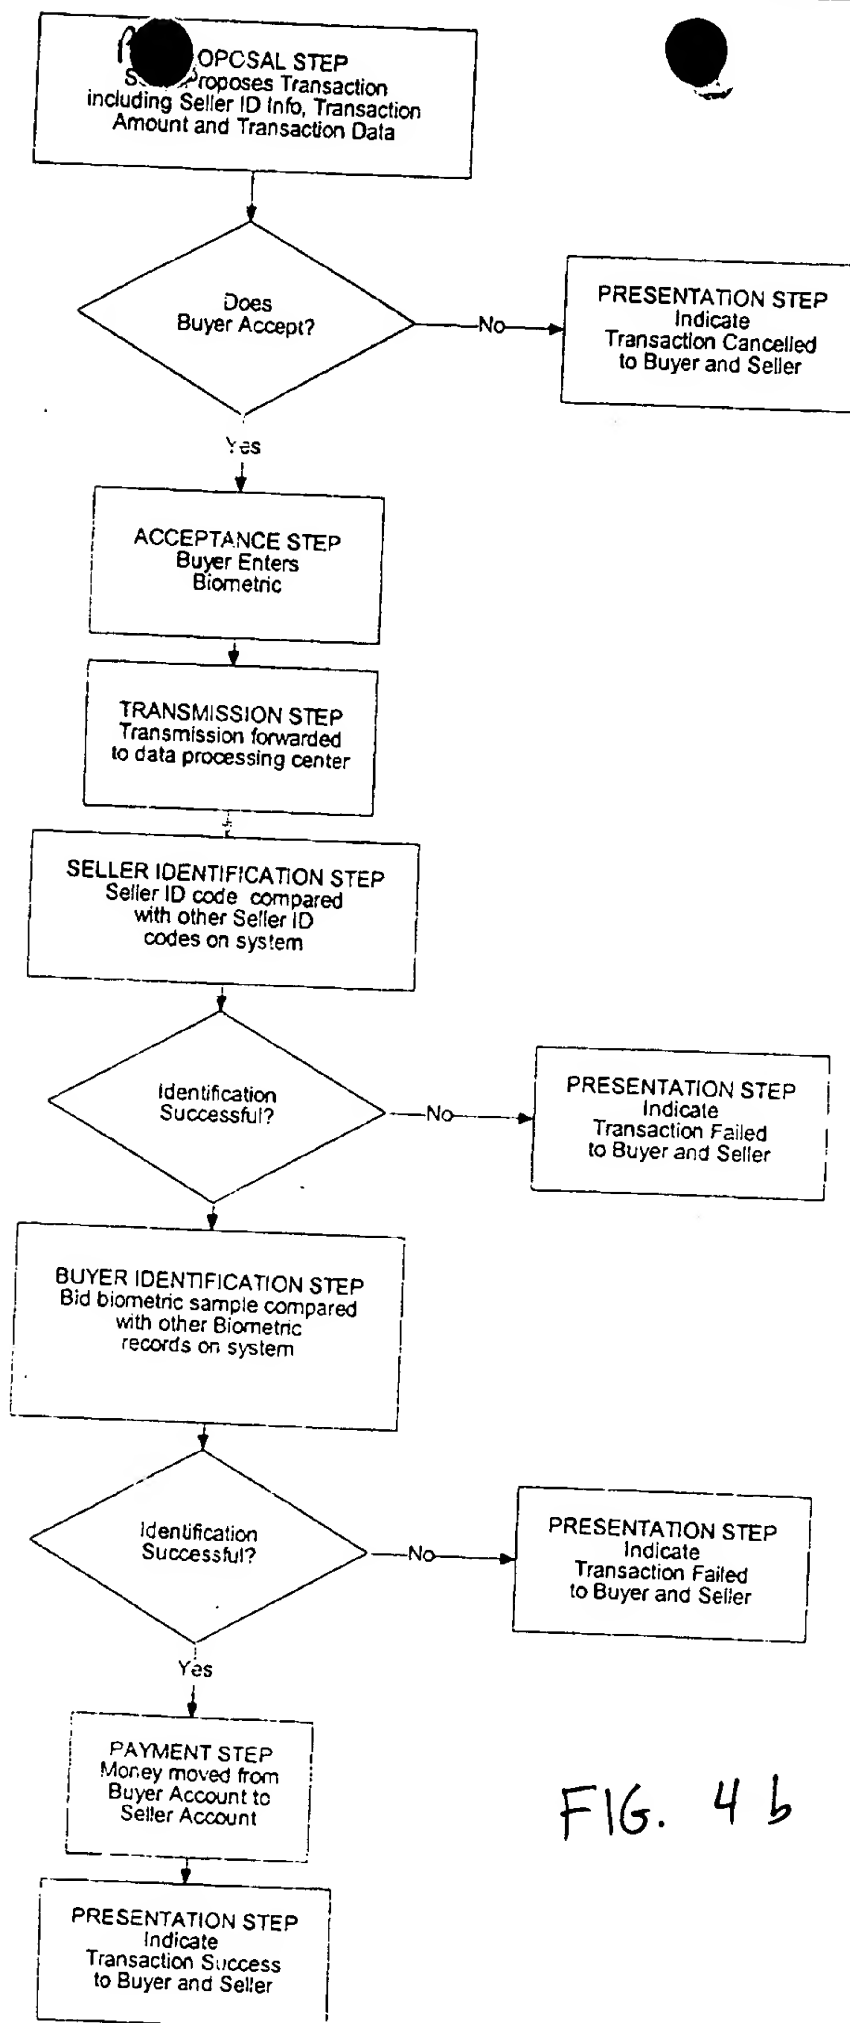 OPOSAL STEP
Proposes Transaction
including Seller ID Info, Transaction
Amount and Transaction Data
Does
Buyer Accept?
No
PRESENTATION STEP
Indicate
Transaction Cancelled
to Buyer and Seller
Yes
ACCEPTANCE STEP
Buyer Enters
Biometric
TRANSMISSION STEP
Transmission forwarded
to data processing center
SELLER IDENTIFICATION STEP
Seller ID code compared
with other Seller ID
codes on system
Identification
Successful?
No
PRESENTATION STEP
Indicate
Transaction Failed
to Buyer and Seller
BUYER IDENTIFICATION STEP
Bid biometric sample compared
with other Biometric
records on system
Identification
Successful?
No
PRESENTATION STEP
Indicate
Transaction Failed
to Buyer and Seller
Yes
PAYMENT STEP
Money moved from
Buyer Account to
Seller Account
FIG. 4 b
PRESENTATION STEP
Indicate
Transaction Success
to Buyer and Seller